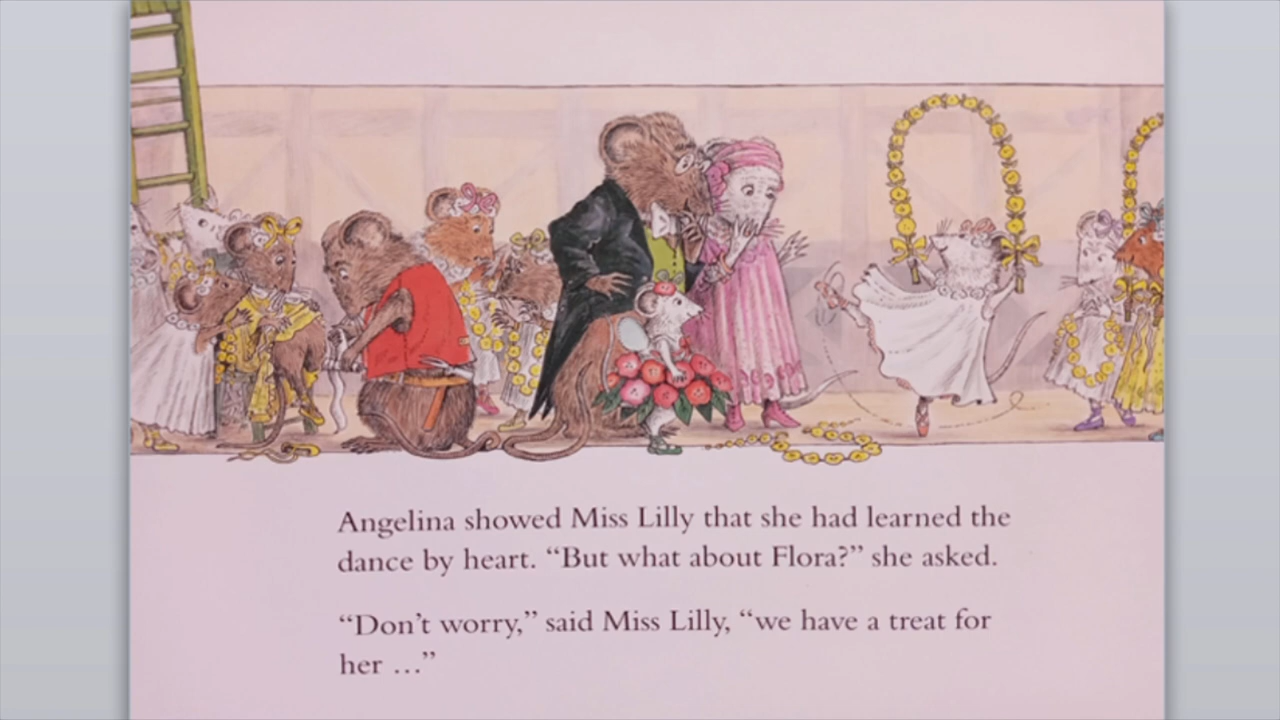 Angelina showed Miss Lilly that she had learned the
dance by heart. “But what about Flora?” she asked.
“Don’t worry,” said Miss Lilly, “we have a treat for
her …”